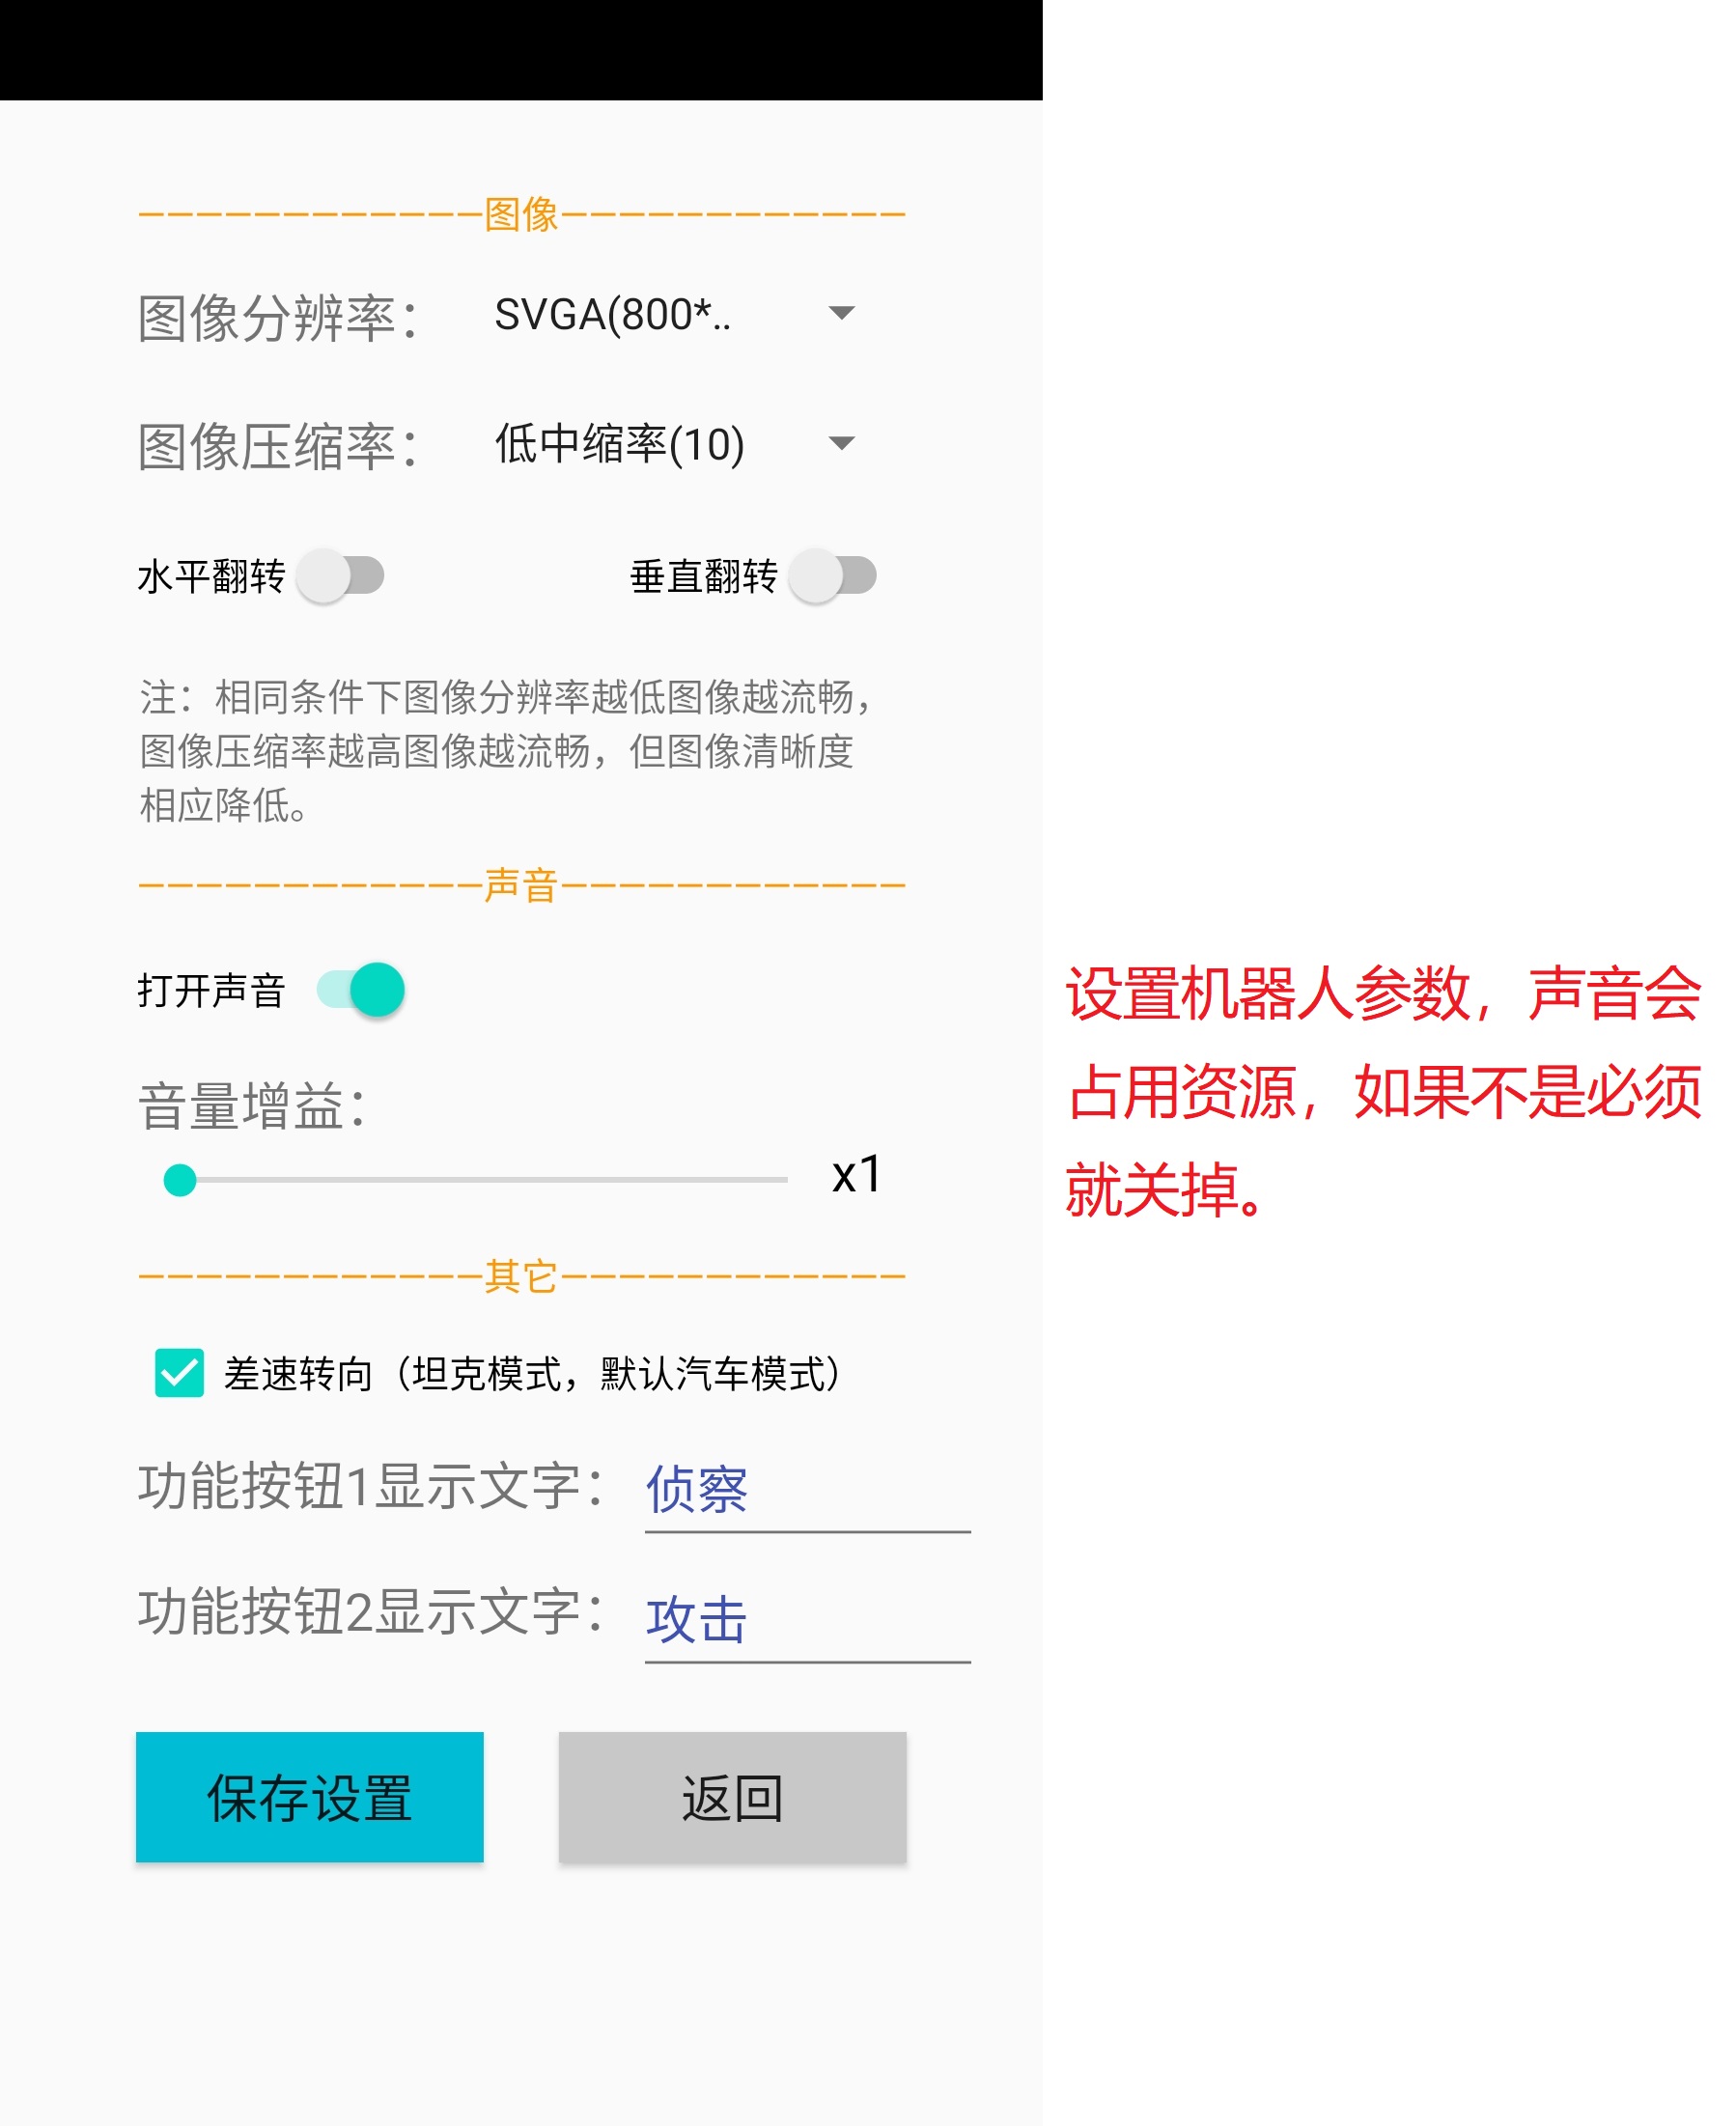 ————————————图像————————————
图像分辨率： SVGA(800*..
图像压缩率： 低中缩率(10)
水平翻转 垂直翻转
注：相同条件下图像分辨率越低图像越流畅，
图像压缩率越高图像越流畅，但图像清晰度
相应降低。
————————————声音————————————
打开声音
音量增益：
x1
————————————其它————————————
差速转向（坦克模式，默认汽车模式）
功能按钮1显示文字： 侦察
功能按钮2显示文字： 攻击
保存设置 返回
设置机器人参数，声音会
占用资源，如果不是必须
就关掉。